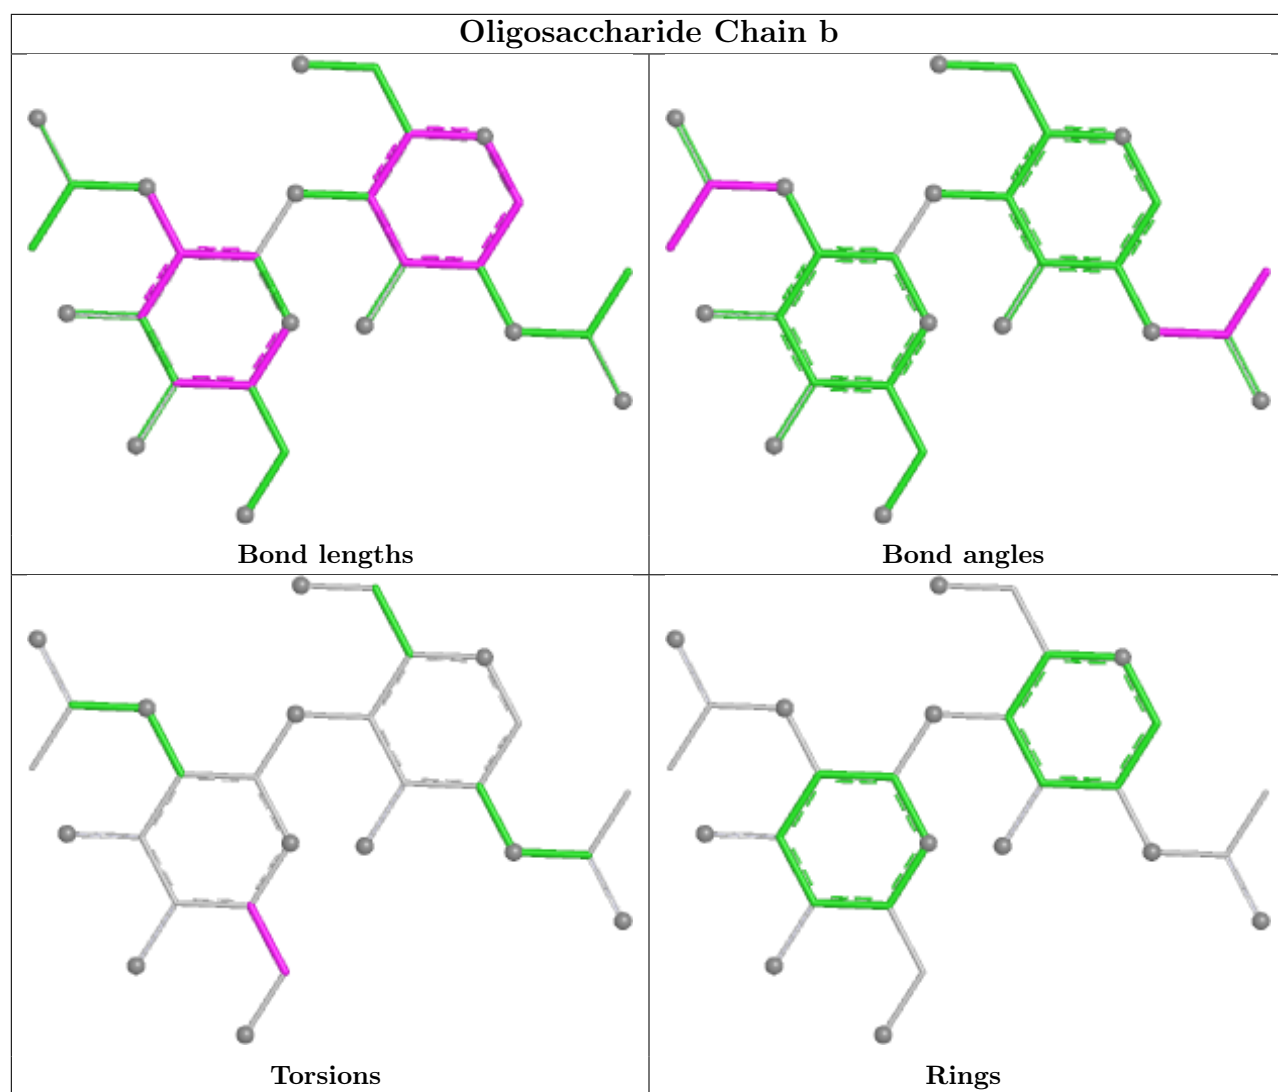 Oligosaccharide Chain b
Bond lengths
Bond angles
Torsions
Rings